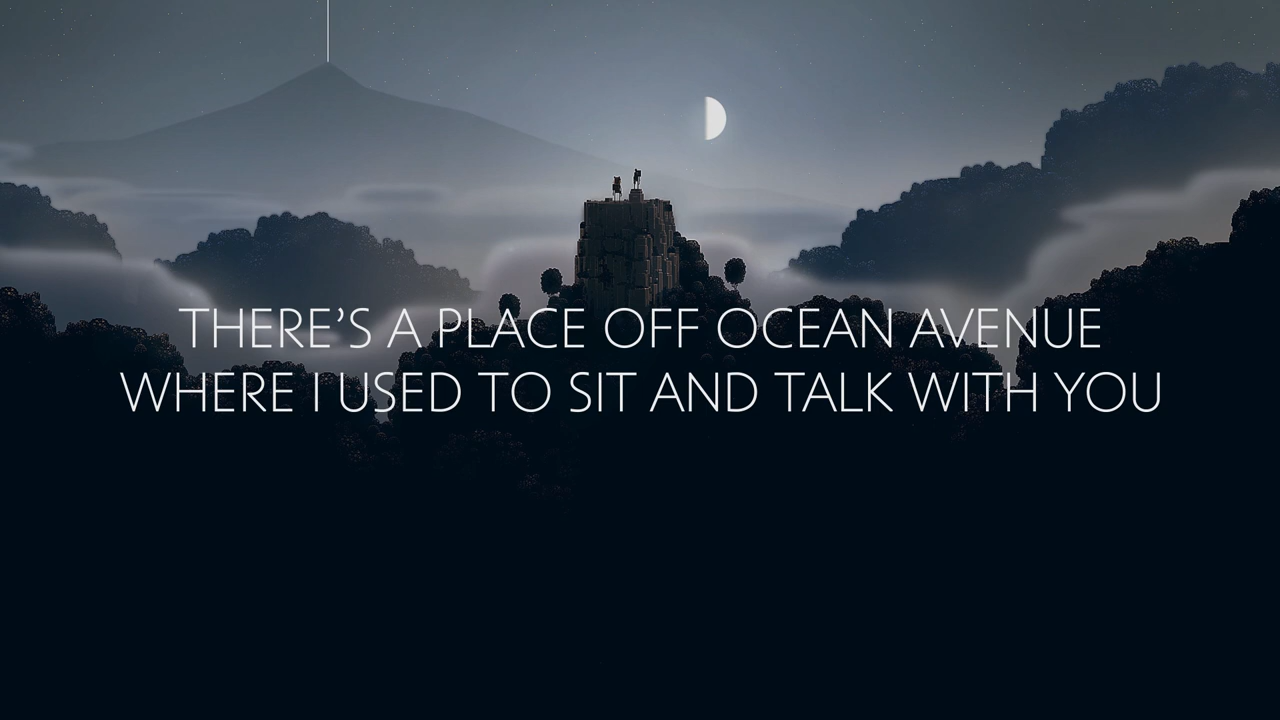 THERE'S A PLACE OFF OCEAN AVENUE
WHERE I USED TO SIT AND TALK WITH YOU